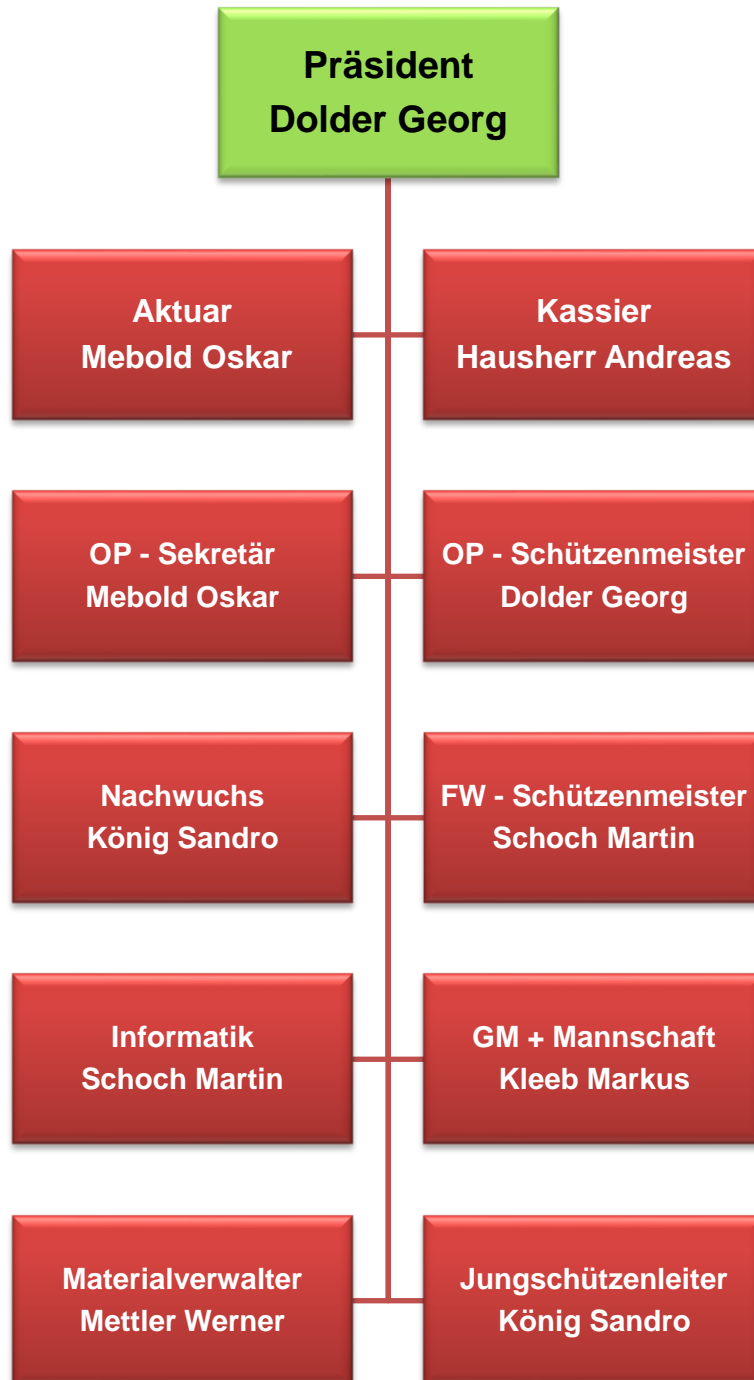 Präsident
Dolder Georg
Aktuar
Mebold Oskar
Kassier
Hausherr Andreas
OP - Sekretär
Mebold Oskar
OP - Schützenmeister
Dolder Georg
Nachwuchs
König Sandro
FW - Schützenmeister
Schoch Martin
Informatik
Schoch Martin
GM + Mannschaft
Kleeb Markus
Materialverwalter
Mettler Werner
Jungschützenleiter
König Sandro